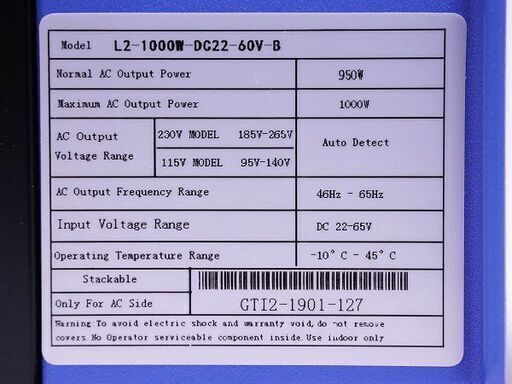 Model L2-1000W-DC22-60V-B
Normal AC Output Power 950W
Maximum AC Output Power 1000W
AC Output Voltage Range
230V MODEL 185V-265V
115V MODEL 95V-140V
Auto Detect
AC Output Frequency Range 46Hz - 65Hz
Input Voltage Range DC 22-65V
Operating Temperature Range -10°C - 45°C
Stackable
Only For AC Side
GTI2-1901-127
Warning:To avoid electric shock and warranty void,do not remove
covers.No Operator serviceable component inside.Use indoor only